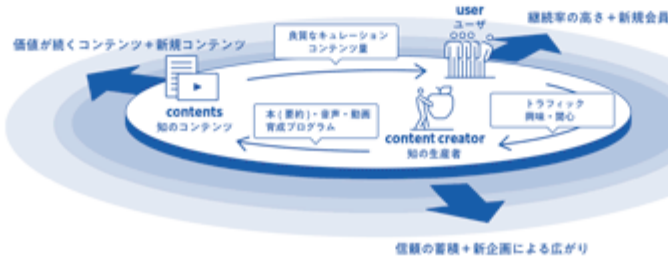 user
ユーザ
継続率の高さ+新規会員
価値が続くコンテンツ+新規コンテンツ
良質なキュレーション
コンテンツ量
contents
知のコンテンツ
本(要約)・音声・動画
育成プログラム
トラフィック
興味・関心
content creator
知の生産者
信頼の蓄積+新企画による広がり